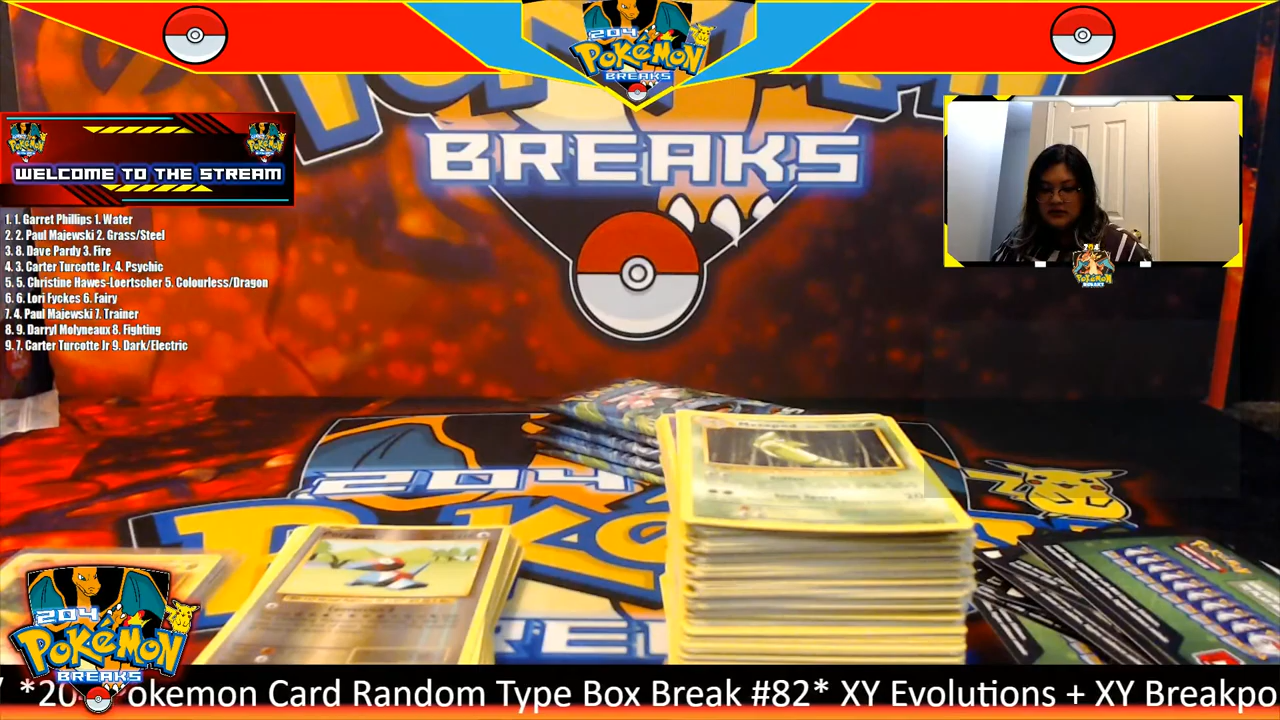 204
POKÉMON
BREAKS
BREAKS
WELCOME TO THE STREAM
1. 1. Garret Phillips 1. Water
2. 2. Paul Majewski 2. Grass/Steel
3. 8. Dave Pardy 3. Fire
4. 3. Carter Turcotte Jr. 4. Psychic
5. 5. Christine Hawes-Loertscher 5. Colourless/Dragon
6. 6. Lori Fyckes 6. Fairy
7. 4. Paul Majewski 7. Trainer
8. 9. Darryl Molyneaux 8. Fighting
9. 7. Carter Turcotte Jr 9. Dark/Electric
204
204
POKÉMON
BREAKS
*20 Pokemon Card Random Type Box Break #82* XY Evolutions + XY Breakpo